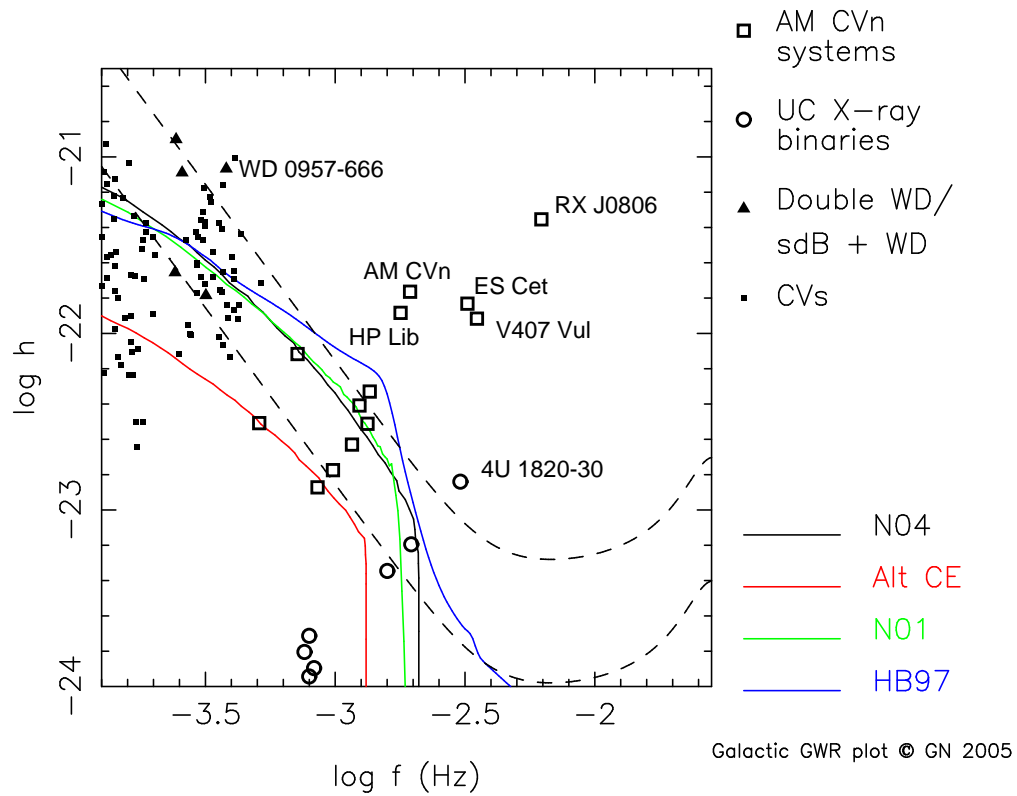 AM CVn
systems
UC X-ray
binaries
Double WD/
sdB + WD
CVs
-21
-22
-23
-24
log h
WD 0957-666
RX J0806
AM CVn
ES Cet
HP Lib
V407 Vul
4U 1820-30
N04
Alt CE
N01
HB97
-3.5
-3
-2.5
-2
log f (Hz)
Galactic GWR plot © GN 2005